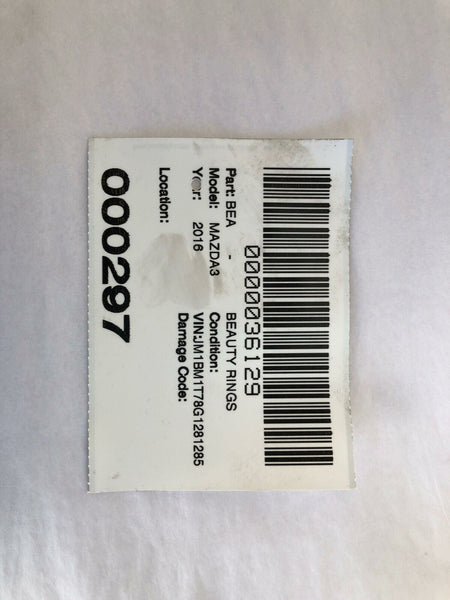 0000036129
Part: BEA - BEAUTY RINGS
Model: MAZDA3 Condition:
Year: 2016 VIN:JM1BM1T78G1281285
Damage Code:
Location:
000297